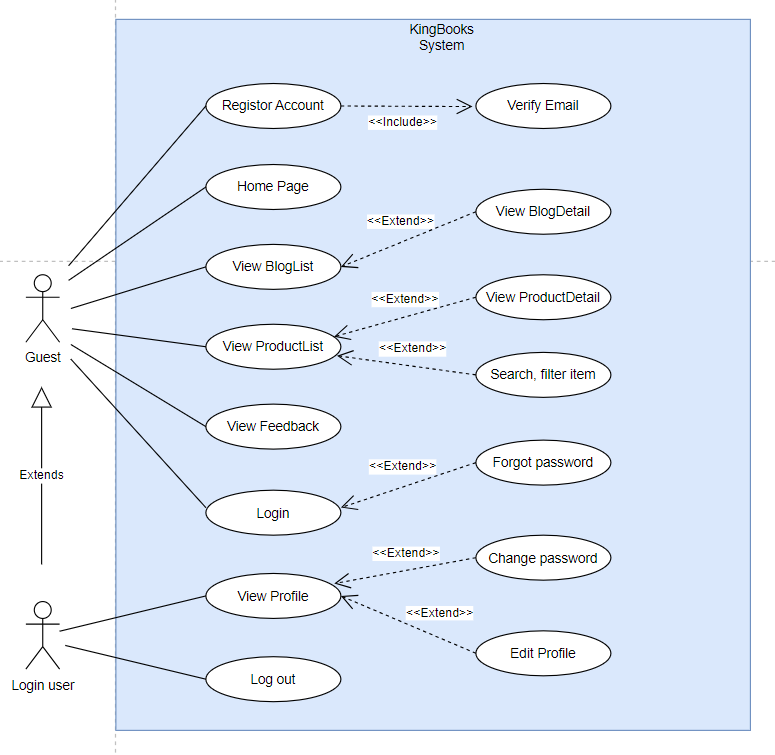 KingBooks
System
Registor Account
<<Include>>
Verify Email
Home Page
<<Extend>>
View BlogDetail
View BlogList
<<Extend>>
View ProductDetail
View ProductList
<<Extend>>
Search, filter item
Guest
View Feedback
<<Extend>>
Forgot password
Extends
Login
<<Extend>>
Change password
View Profile
<<Extend>>
Edit Profile
Login user
Log out